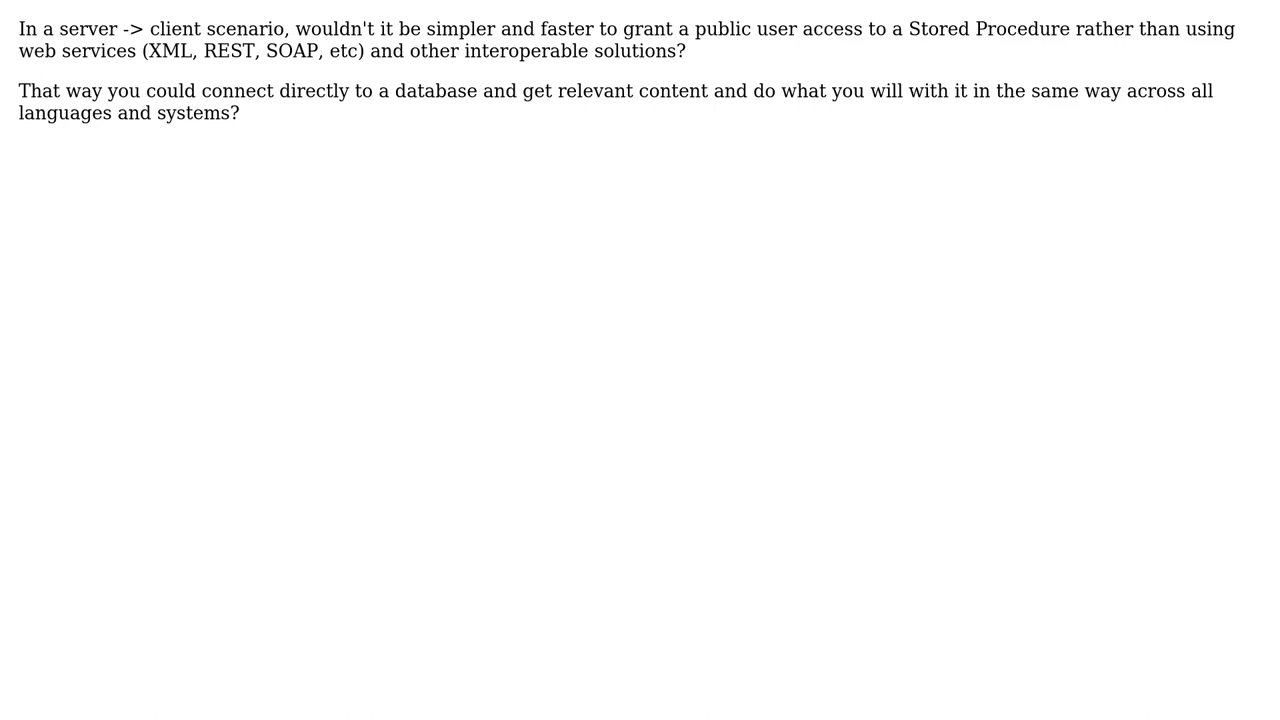 In a server -> client scenario, wouldn't it be simpler and faster to grant a public user access to a Stored Procedure rather than using
web services (XML, REST, SOAP, etc) and other interoperable solutions?
That way you could connect directly to a database and get relevant content and do what you will with it in the same way across all
languages and systems?